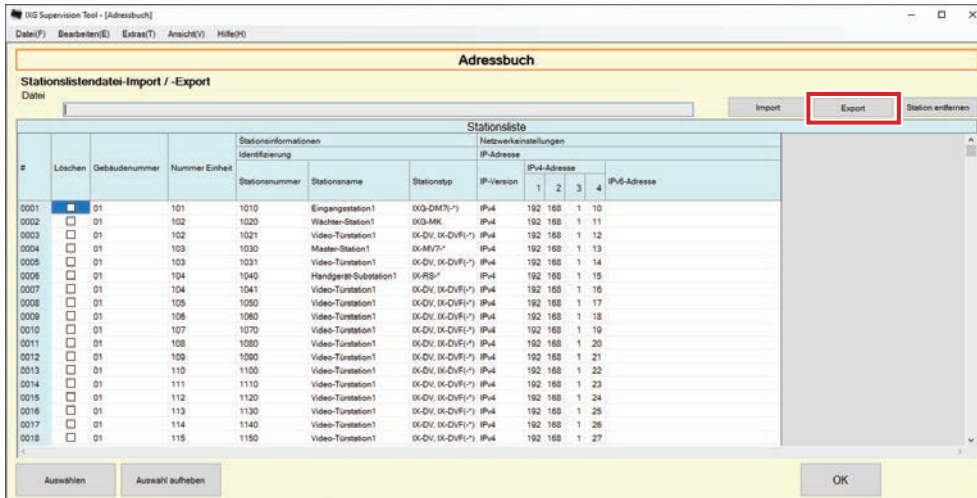 IXG Supervision Tool - [Adressbuch]
Datei(F) Bearbeiten(E) Extras(T) Ansicht(V) Hilfe(H)
Adressbuch
Stationslistendatei-Import / -Export
Datei
Import Export Station entfernen
Stationsliste
Stationsinformationen Netzwerkeinstellungen
Identifizierung IP-Adresse
# Löschen Gebäudenummer Nummer Einheit Stationsnummer Stationsname Stationstyp IP-Version IPv4-Adresse IPv6-Adresse
1 2 3 4
0001 01 101 1010 Eingangsstation1 IXG-DM7(-*) IPv4 192 168 1 10
0002 01 102 1020 Wächter-Station1 IXG-MK IPv4 192 168 1 11
0003 01 102 1021 Video-Türstation1 IX-DV, IX-DVF(-*) IPv4 192 168 1 12
0004 01 103 1030 Master-Station1 IX-MV7-* IPv4 192 168 1 13
0005 01 103 1031 Video-Türstation1 IX-DV, IX-DVF(-*) IPv4 192 168 1 14
0006 01 104 1040 Handgerät-Substation1 IX-RS-* IPv4 192 168 1 15
0007 01 104 1041 Video-Türstation1 IX-DV, IX-DVF(-*) IPv4 192 168 1 16
0008 01 105 1050 Video-Türstation1 IX-DV, IX-DVF(-*) IPv4 192 168 1 17
0009 01 106 1060 Video-Türstation1 IX-DV, IX-DVF(-*) IPv4 192 168 1 18
0010 01 107 1070 Video-Türstation1 IX-DV, IX-DVF(-*) IPv4 192 168 1 19
0011 01 108 1080 Video-Türstation1 IX-DV, IX-DVF(-*) IPv4 192 168 1 20
0012 01 109 1090 Video-Türstation1 IX-DV, IX-DVF(-*) IPv4 192 168 1 21
0013 01 110 1100 Video-Türstation1 IX-DV, IX-DVF(-*) IPv4 192 168 1 22
0014 01 111 1110 Video-Türstation1 IX-DV, IX-DVF(-*) IPv4 192 168 1 23
0015 01 112 1120 Video-Türstation1 IX-DV, IX-DVF(-*) IPv4 192 168 1 24
0016 01 113 1130 Video-Türstation1 IX-DV, IX-DVF(-*) IPv4 192 168 1 25
0017 01 114 1140 Video-Türstation1 IX-DV, IX-DVF(-*) IPv4 192 168 1 26
0018 01 115 1150 Video-Türstation1 IX-DV, IX-DVF(-*) IPv4 192 168 1 27
Auswählen Auswahl aufheben OK